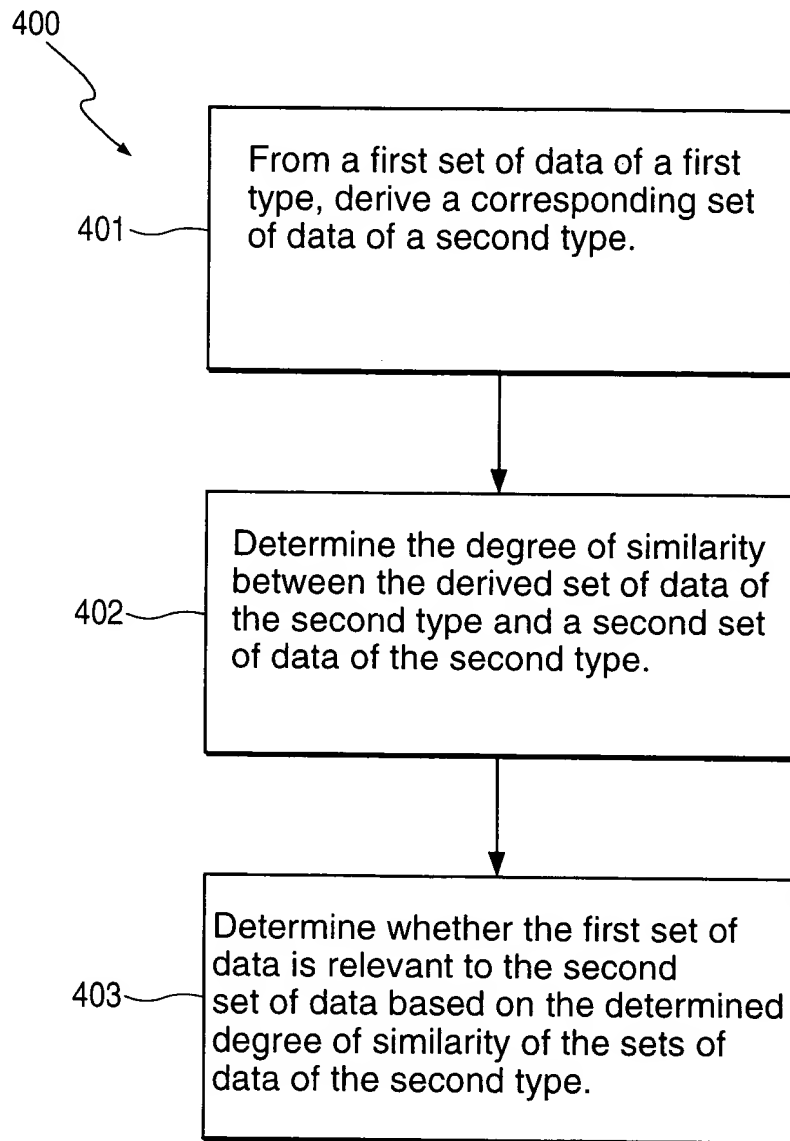 400
401
From a first set of data of a first
type, derive a corresponding set
of data of a second type.
402
Determine the degree of similarity
between the derived set of data of
the second type and a second set
of data of the second type.
403
Determine whether the first set of
data is relevant to the second
set of data based on the determined
degree of similarity of the sets of
data of the second type.